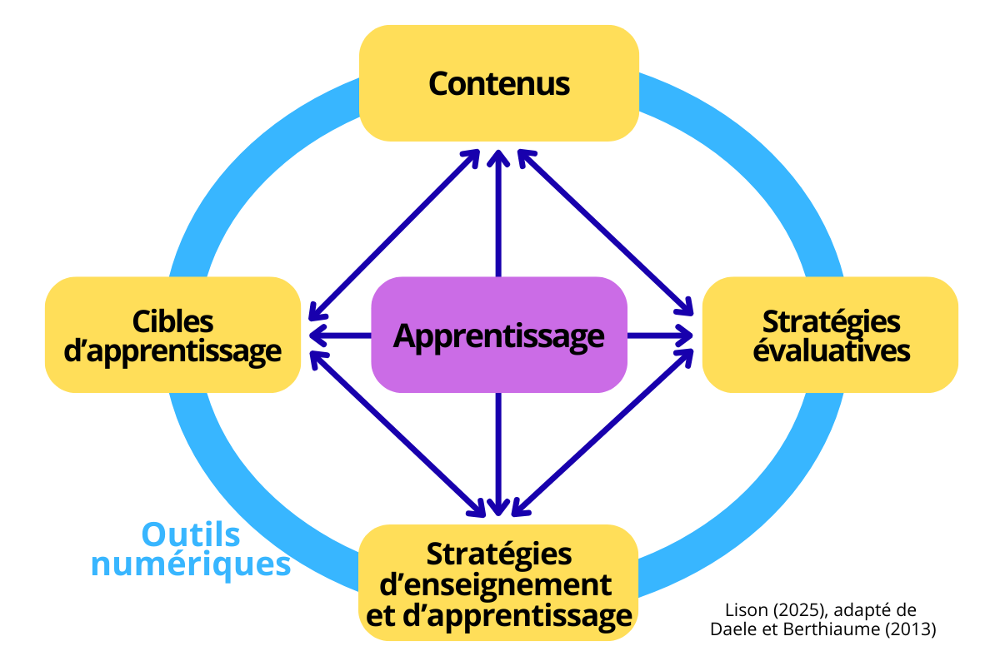 Contenus
Cibles
d’apprentissage
Apprentissage
Stratégies
évaluatives
Outils
numériques
Stratégies
d’enseignement
et d’apprentissage
Lison (2025), adapté de
Daele et Berthiaume (2013)